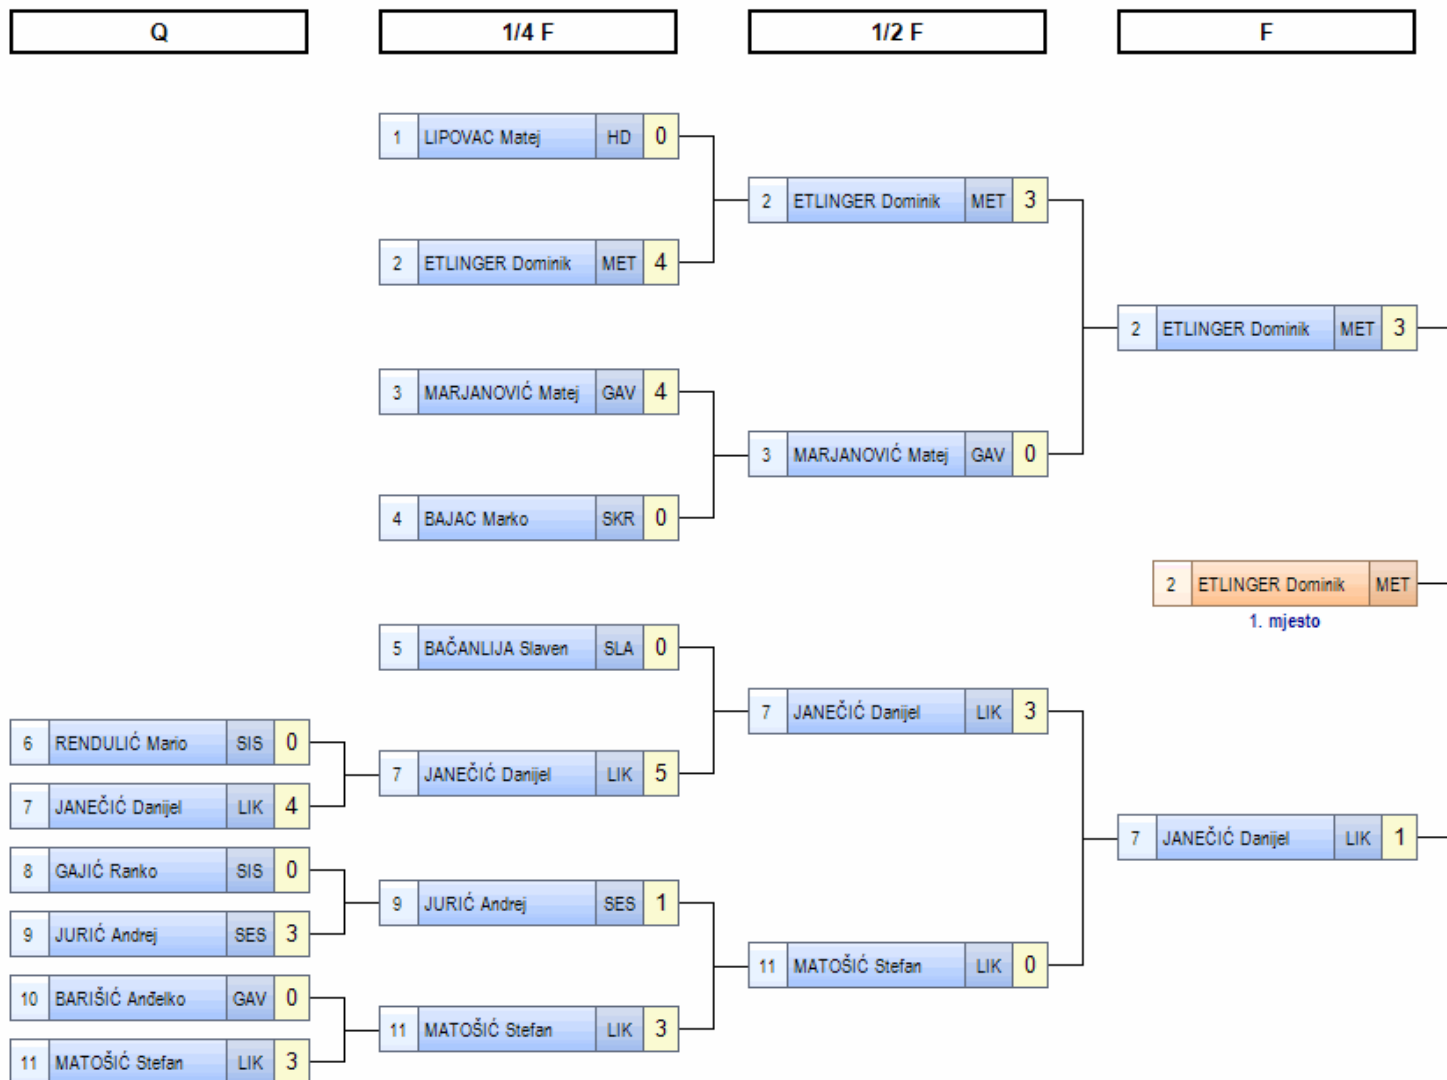 Q
1/4 F
1/2 F
F
1 LIPOVAC Matej HD 0
2 ETLINGER Dominik MET 4
3 MARJANOVIĆ Matej GAV 4
4 BAJAC Marko SKR 0
5 BAČANLIJA Slaven SLA 0
6 RENDULIĆ Mario SIS 0
7 JANEČIĆ Danijel LIK 4
8 GAJIĆ Ranko SIS 0
9 JURIĆ Andrej SES 3
10 BARIŠIĆ Anđelko GAV 0
11 MATOŠIĆ Stefan LIK 3
7 JANEČIĆ Danijel LIK 5
9 JURIĆ Andrej SES 1
11 MATOŠIĆ Stefan LIK 3
2 ETLINGER Dominik MET 3
3 MARJANOVIĆ Matej GAV 0
7 JANEČIĆ Danijel LIK 3
11 MATOŠIĆ Stefan LIK 0
2 ETLINGER Dominik MET 3
2 ETLINGER Dominik MET
1. mjesto
7 JANEČIĆ Danijel LIK 1